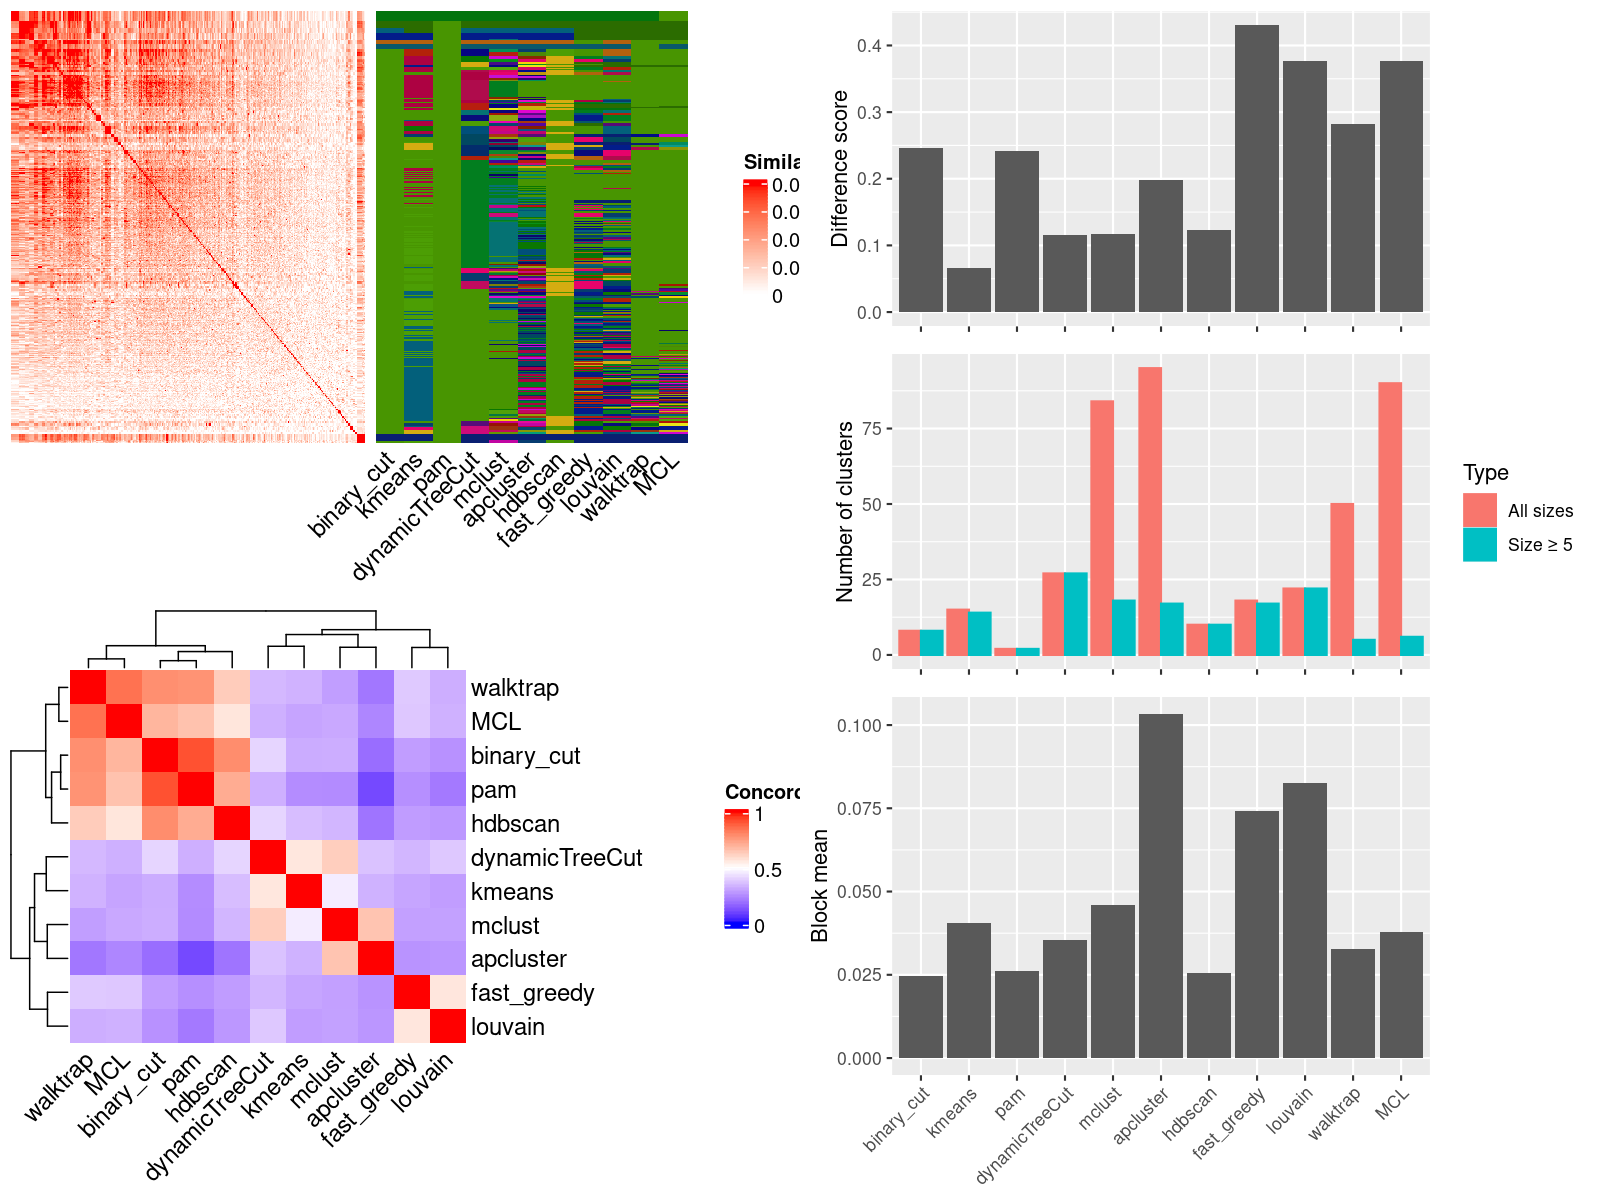 Simila
0.0
0.0
0.0
0.0
0
binary_cut
kmeans
pam
dynamicTreeCut
mclust
apcluster
hdbscan
fast_greedy
louvain
walktrap
MCL
walktrap
MCL
binary_cut
pam
hdbscan
dynamicTreeCut
kmeans
mclust
apcluster
fast_greedy
louvain
walktrap
MCL
binary_cut
pam
hdbscan
dynamicTreeCut
kmeans
mclust
apcluster
fast_greedy
louvain
Concord
1
0.5
0
Difference score
0.4
0.3
0.2
0.1
0.0
Number of clusters
75
50
25
0
Type
All sizes
Size ≥ 5
Block mean
0.100
0.075
0.050
0.025
0.000
binary_cut
kmeans
pam
dynamicTreeCut
mclust
apcluster
hdbscan
fast_greedy
louvain
walktrap
MCL